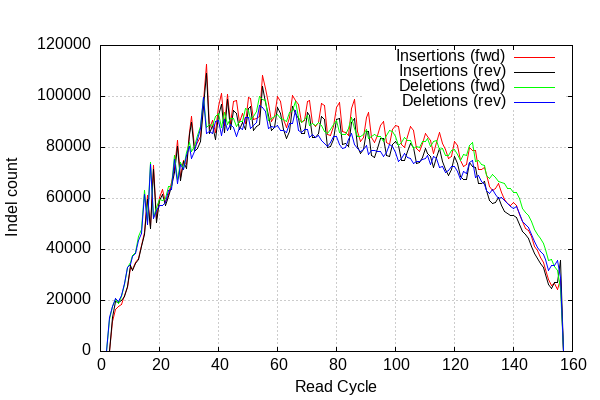 120000
100000
80000
60000
40000
20000
0
Indel count
Insertions (fwd)
Insertions (rev)
Deletions (fwd)
Deletions (rev)
0 20 40 60 80 100 120 140 160
Read Cycle